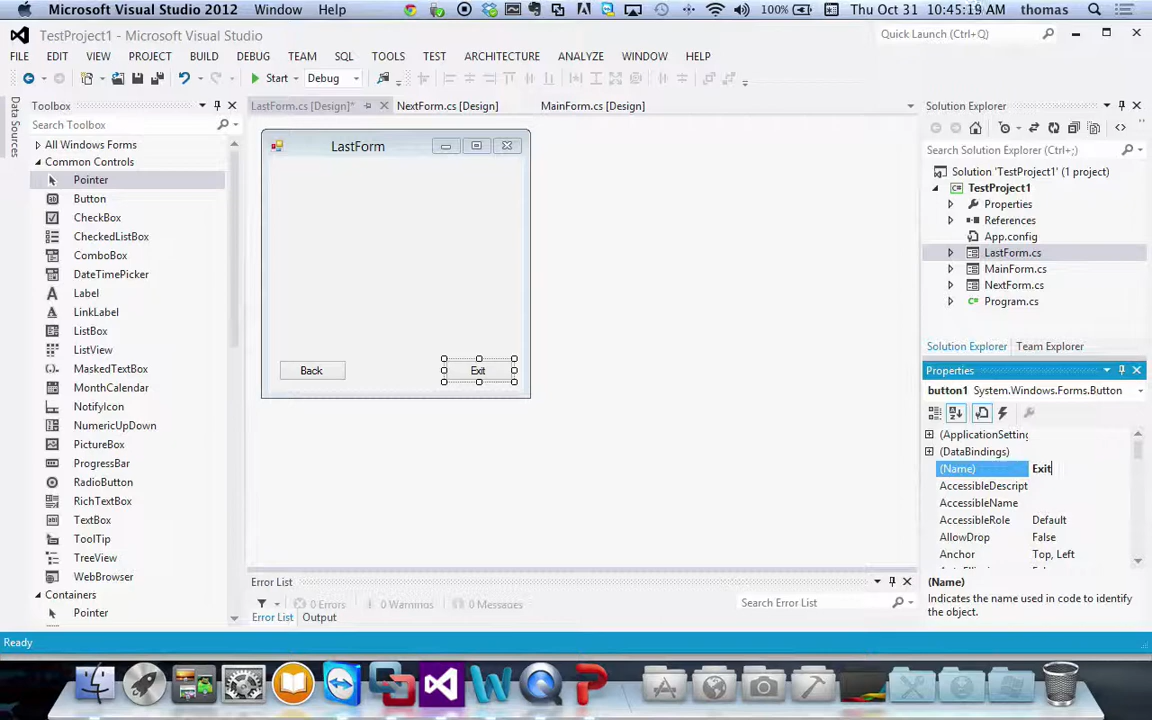 Microsoft Visual Studio 2012 Window Help 100% Thu Oct 31 10:45:19 AM thomas
TestProject1 - Microsoft Visual Studio
Quick Launch (Ctrl+Q)
FILE EDIT VIEW PROJECT BUILD DEBUG TEAM SQL DESIGN FORMAT TOOLS TEST ARCHITECTURE ANALYZE WINDOW HELP
Start Debug
Data Sources
Toolbox
Search Toolbox
All Windows Forms
Common Controls
Pointer
Button
CheckBox
CheckedListBox
ComboBox
DateTimePicker
Label
LinkLabel
ListBox
ListView
MaskedTextBox
MonthCalendar
NotifyIcon
NumericUpDown
PictureBox
ProgressBar
RadioButton
RichTextBox
TextBox
ToolTip
TreeView
WebBrowser
Containers
Pointer
LastForm.cs [Design]* NextForm.cs [Design] MainForm.cs [Design]
LastForm
Back Exit
Error List
0 Errors 0 Warnings 0 Messages
Search Error List
Error List Output
Solution Explorer
Search Solution Explorer (Ctrl+;)
Solution 'TestProject1' (1 project)
TestProject1
Properties
References
App.config
LastForm.cs
MainForm.cs
NextForm.cs
Program.cs
Solution Explorer Team Explorer
Properties
button1 System.Windows.Forms.Button
(ApplicationSetting
(DataBindings)
(Name) Exit
AccessibleDescript
AccessibleName
AccessibleRole Default
AllowDrop False
Anchor Top, Left
(Name)
Indicates the name used in code to identify
the object.
Ready